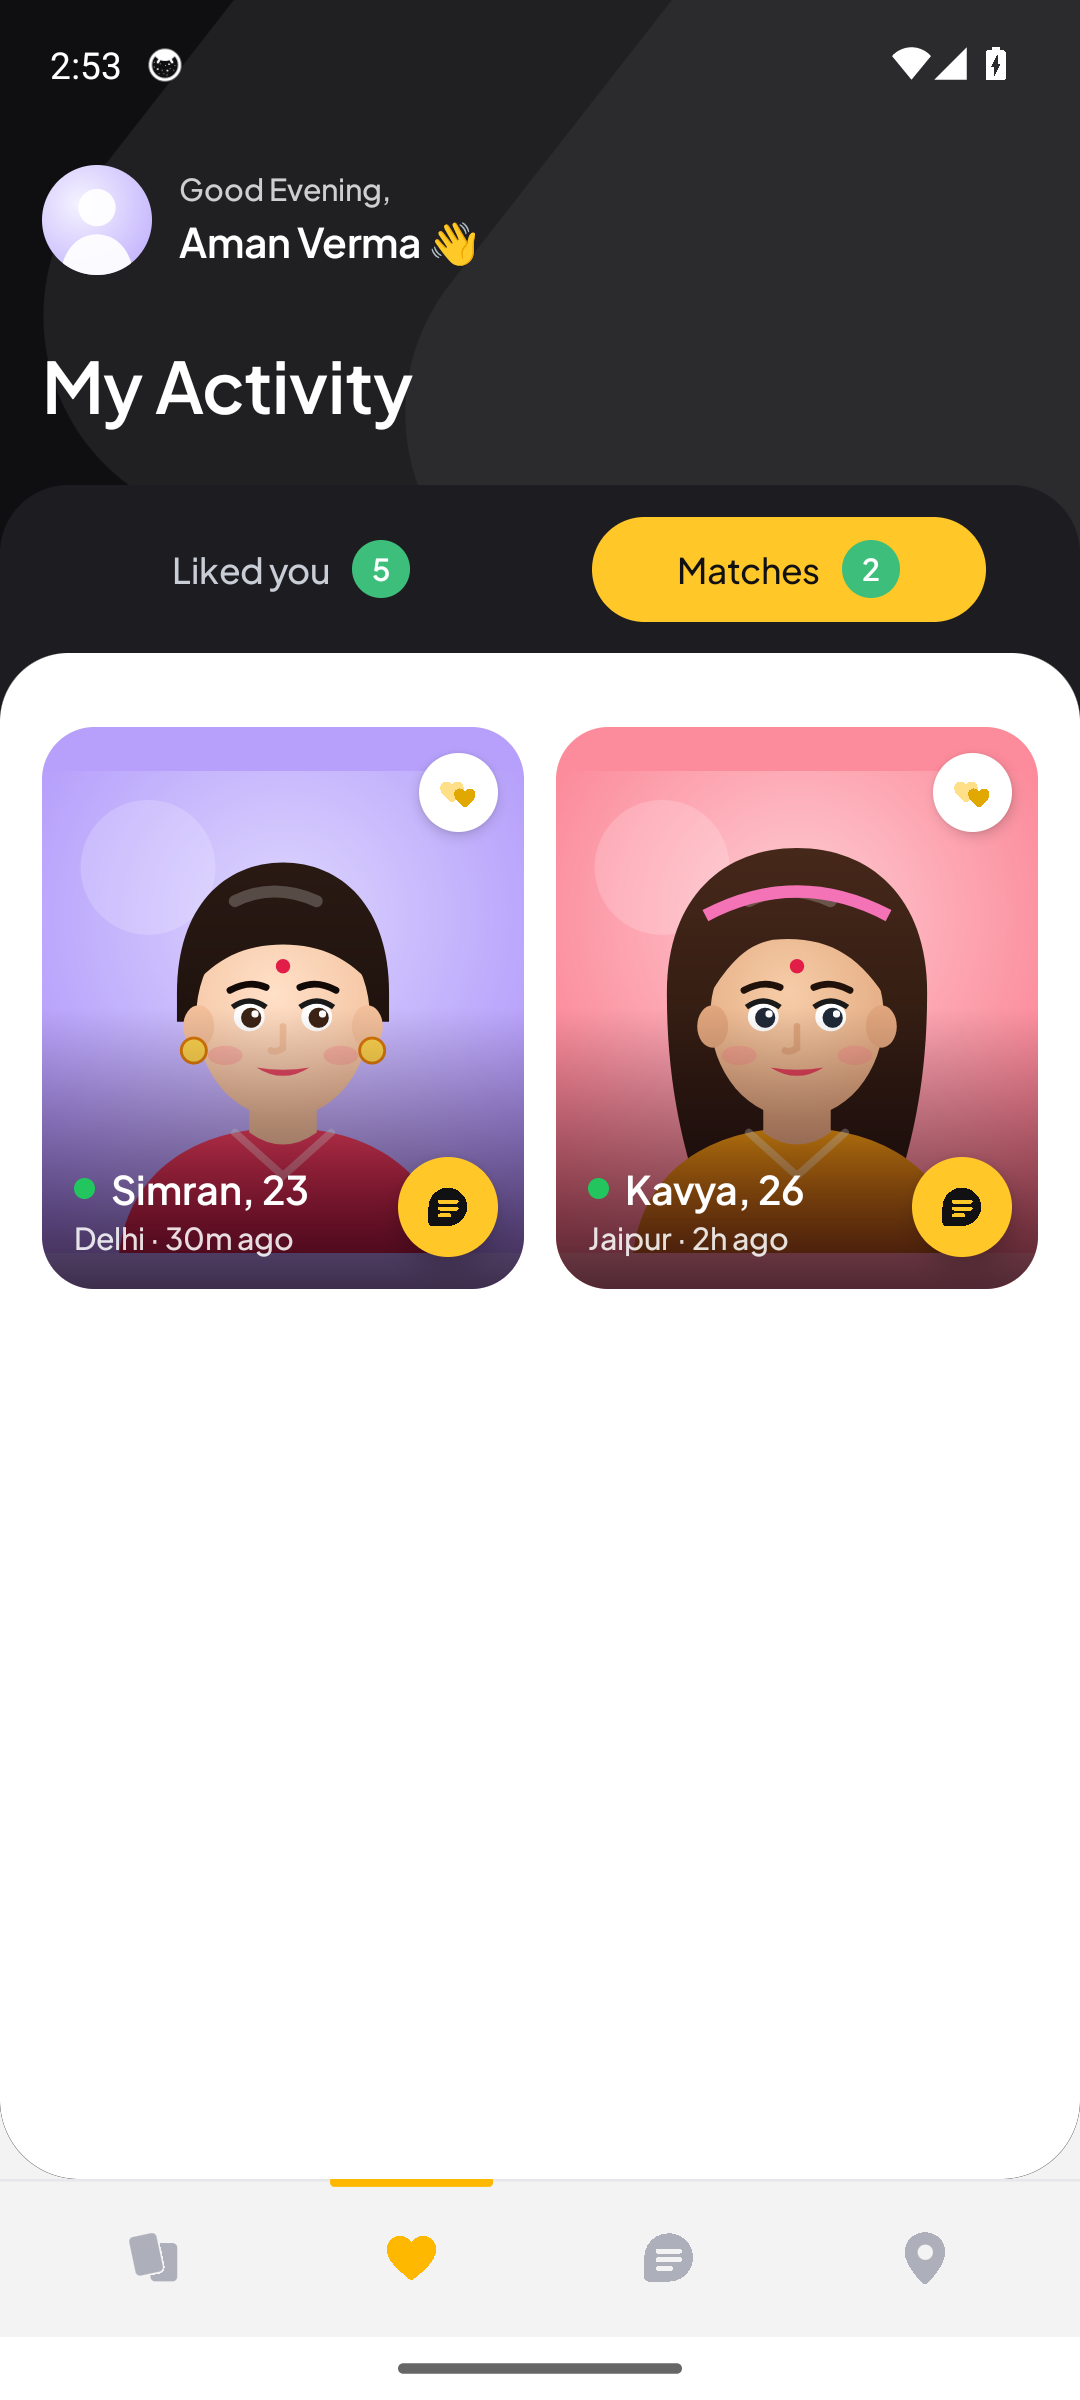 2:53
Good Evening,
Aman Verma 👋
My Activity
Liked you 5
Matches 2
Simran, 23
Delhi · 30m ago
Kavya, 26
Jaipur · 2h ago